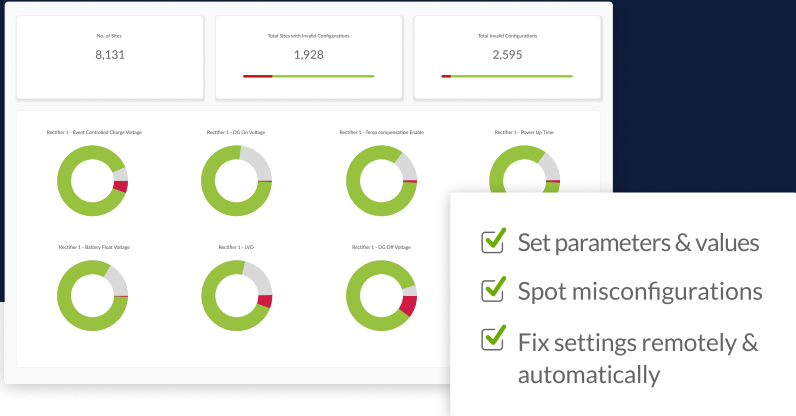 No. of Sites
8,131
Total Sites with Invalid Configurations
1,928
Total Invalid Configurations
2,595
Rectifier 1 - Event Controlled Charge Voltage
Rectifier 1 - DG On Voltage
Rectifier 1 - Temp compensation Enable
Rectifier 1 - Power Up Time
Rectifier 1 - Battery Float Voltage
Rectifier 1 - LVD
Rectifier 1 - DG Off Voltage
Set parameters & values
Spot misconfigurations
Fix settings remotely &
automatically